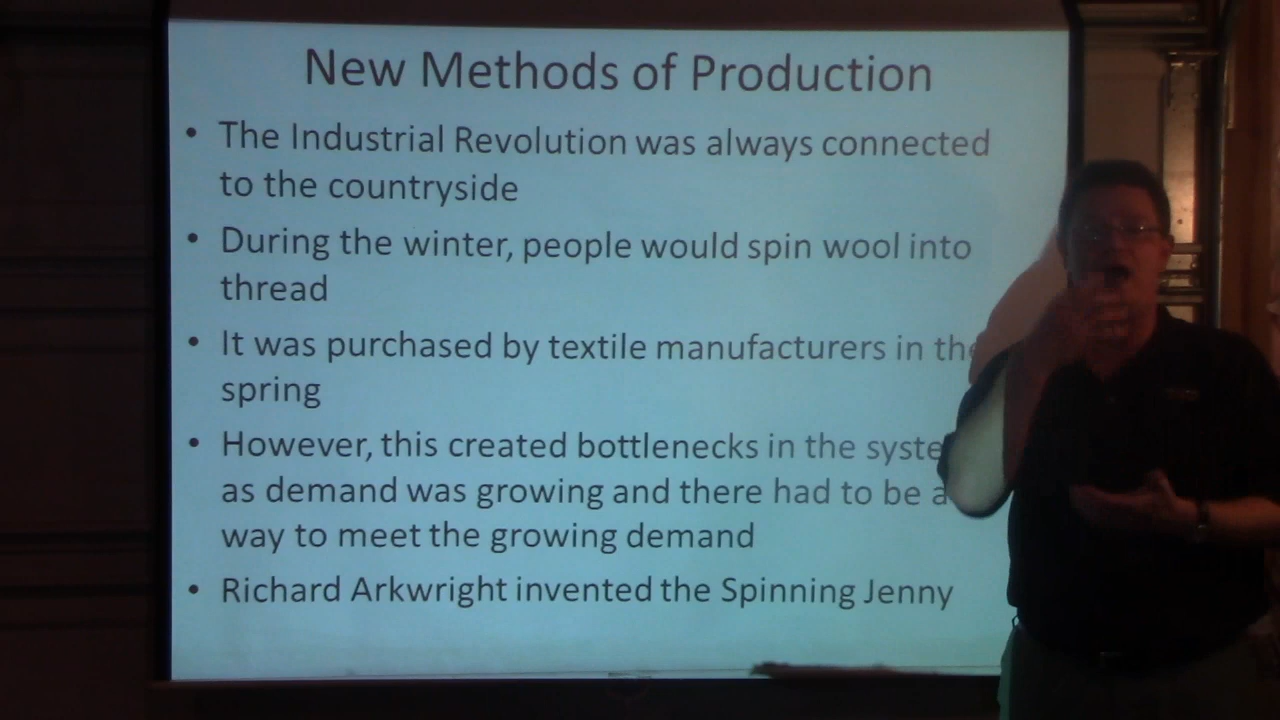 New Methods of Production
• The Industrial Revolution was always connected
to the countryside
• During the winter, people would spin wool into
thread
• It was purchased by textile manufacturers in the
spring
• However, this created bottlenecks in the syste
as demand was growing and there had to be a
way to meet the growing demand
• Richard Arkwright invented the Spinning Jenny